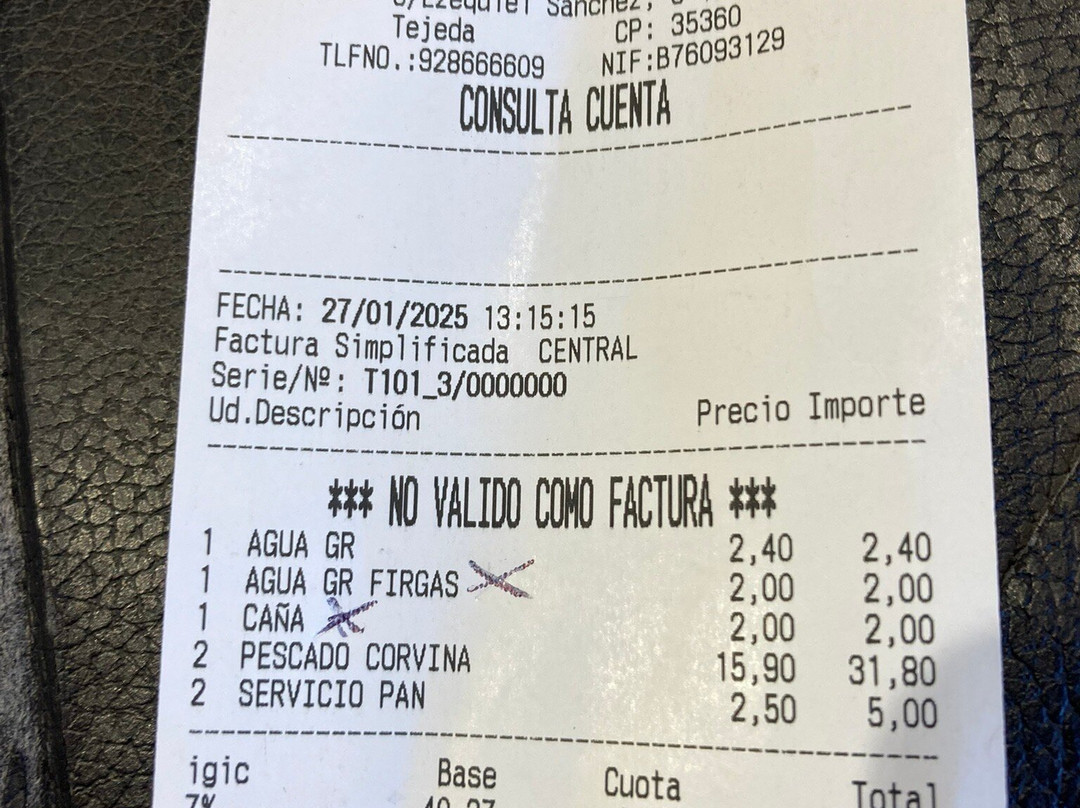 C/Ezequiel Sánchez,
Tejeda CP: 35360
TLFNO.:928666609 NIF:B76093129
CONSULTA CUENTA
FECHA: 27/01/2025 13:15:15
Factura Simplificada CENTRAL
Serie/Nº: T101_3/0000000
Ud.Descripción Precio Importe
*** NO VALIDO COMO FACTURA ***
1 AGUA GR 2,40 2,40
1 AGUA GR FIRGAS 2,00 2,00
1 CAÑA 2,00 2,00
2 PESCADO CORVINA 15,90 31,80
2 SERVICIO PAN 2,50 5,00
igic Base Cuota Total
7%